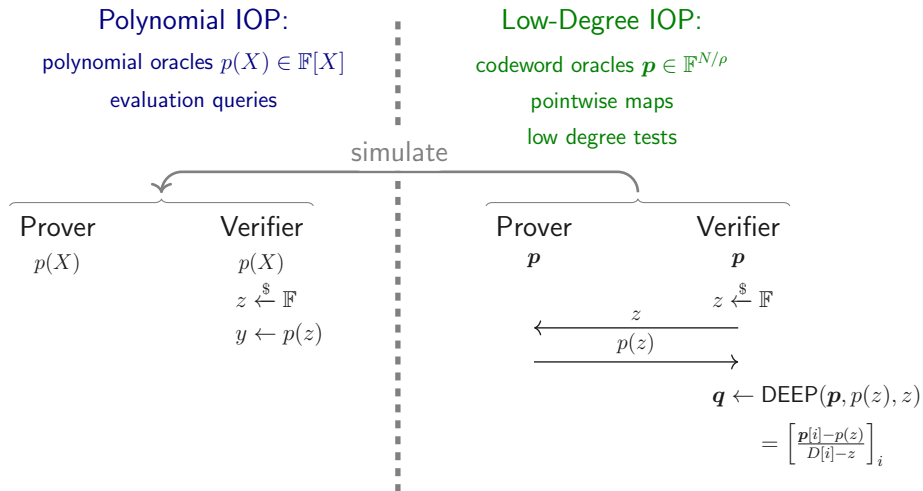 Polynomial IOP:
polynomial oracles p(X) ∈ 𝔽[X]
evaluation queries
Low-Degree IOP:
codeword oracles 𝒑 ∈ 𝔽^{N/ρ}
pointwise maps
low degree tests
simulate
Prover
p(X)
Verifier
p(X)
z ←$ 𝔽
y ← p(z)
Prover
𝒑
Verifier
𝒑
z ←$ 𝔽
z
p(z)
𝒒 ← DEEP(𝒑, p(z), z)
= [ (𝒑[i]−p(z)) / (D[i]−z) ]_i